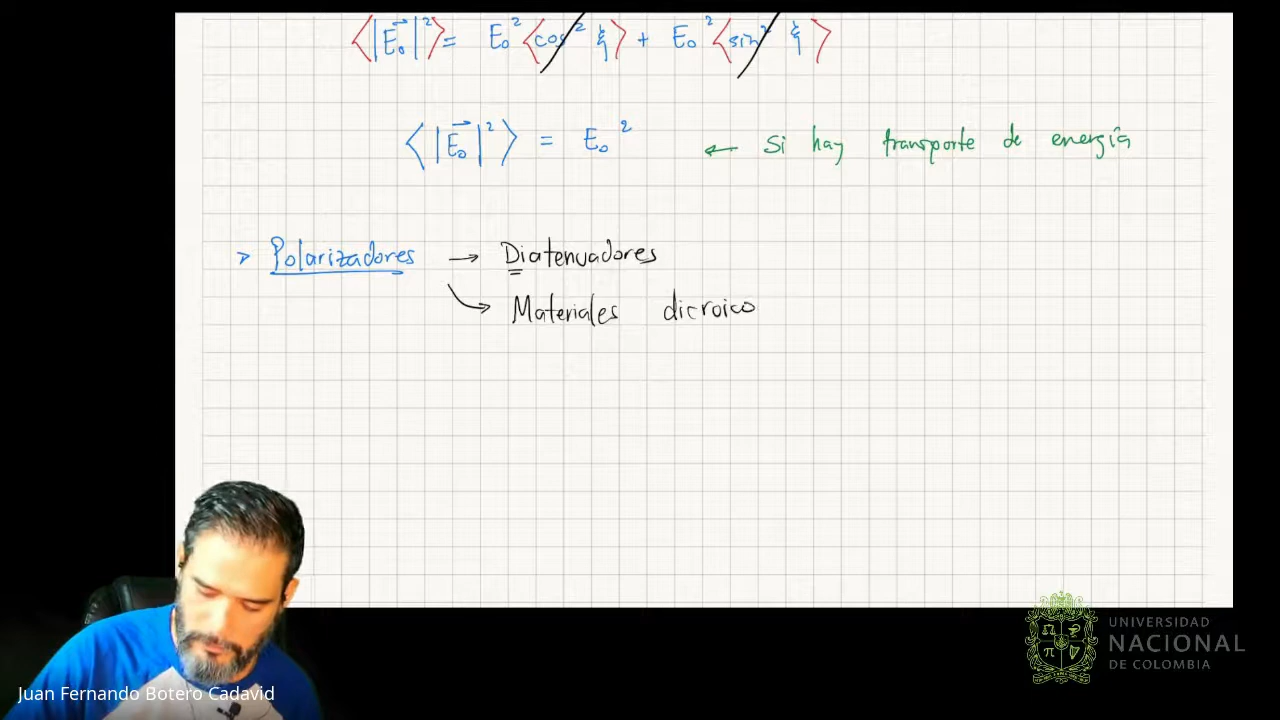 ⟨|E₀⃗|²⟩ = E₀² ⟨cos² ξ⟩ + E₀² ⟨sin² ξ⟩
⟨|E₀⃗|²⟩ = E₀² ← Si hay transporte de energía
> Polarizadores → Diatenuadores
↘ Materiales dicroico
UNIVERSIDAD
NACIONAL
DE COLOMBIA
Juan Fernando Botero Cadavid